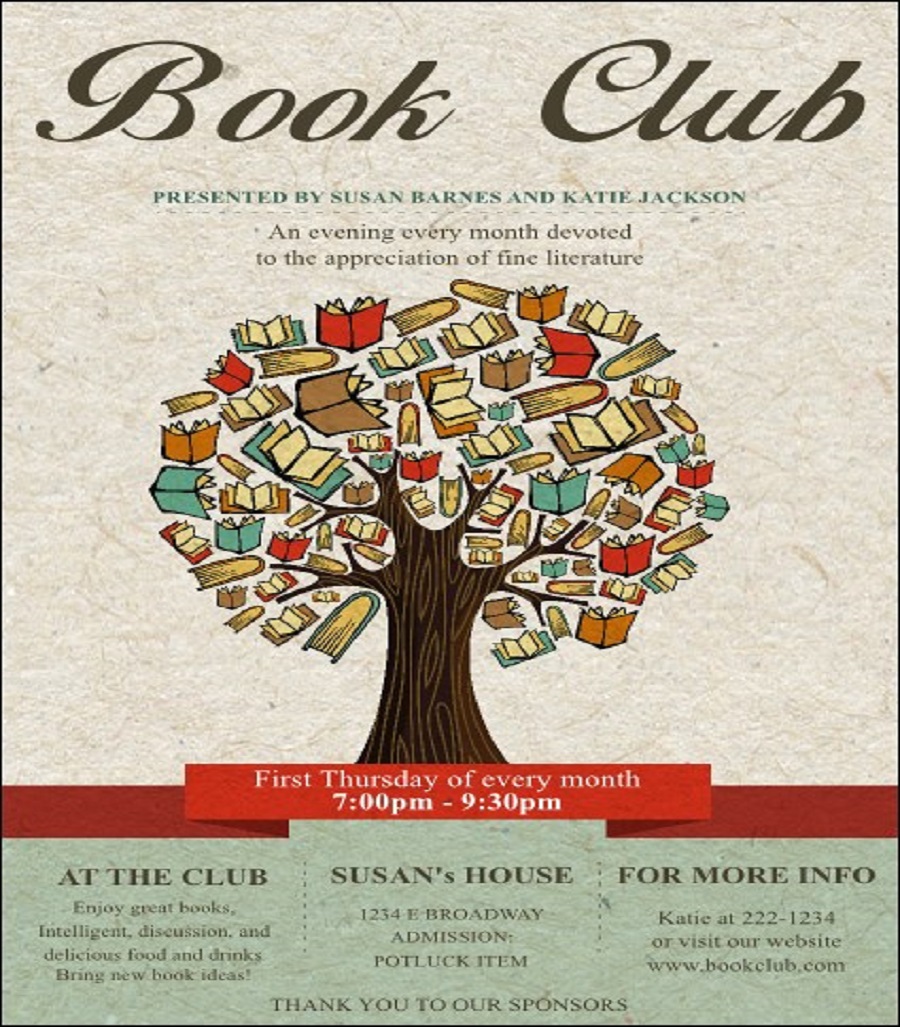 Book Club
PRESENTED BY SUSAN BARNES AND KATIE JACKSON
An evening every month devoted
to the appreciation of fine literature
First Thursday of every month
7:00pm - 9:30pm
AT THE CLUB
Enjoy great books,
Intelligent, discussion, and
delicious food and drinks
Bring new book ideas!
SUSAN's HOUSE
1234 E BROADWAY
ADMISSION:
POTLUCK ITEM
FOR MORE INFO
Katie at 222-1234
or visit our website
www.bookclub.com
THANK YOU TO OUR SPONSORS